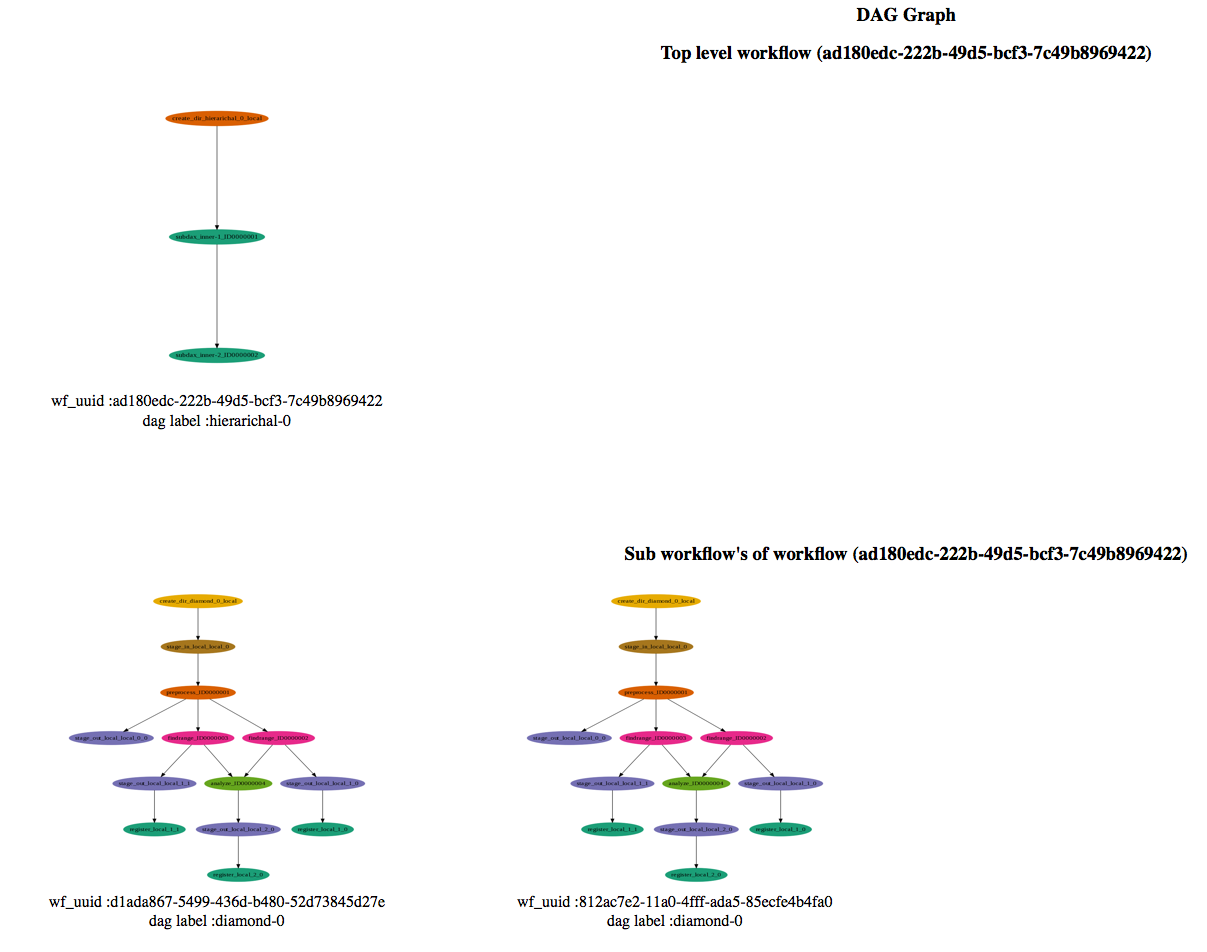 DAG Graph
Top level workflow (ad180edc-222b-49d5-bcf3-7c49b8969422)
create_dir_hierarichal_0_local
subdax_inner-1_ID0000001
subdax_inner-2_ID0000002
wf_uuid :ad180edc-222b-49d5-bcf3-7c49b8969422
dag label :hierarichal-0
Sub workflow's of workflow (ad180edc-222b-49d5-bcf3-7c49b8969422)
create_dir_diamond_0_local
stage_in_local_local_0
preprocess_ID0000001
stage_out_local_local_0_0
findrange_ID0000003
findrange_ID0000002
stage_out_local_local_1_1
analyze_ID0000004
stage_out_local_local_1_0
register_local_1_1
stage_out_local_local_2_0
register_local_1_0
register_local_2_0
wf_uuid :d1ada867-5499-436d-b480-52d73845d27e
dag label :diamond-0
create_dir_diamond_0_local
stage_in_local_local_0
preprocess_ID0000001
stage_out_local_local_0_0
findrange_ID0000003
findrange_ID0000002
stage_out_local_local_1_1
analyze_ID0000004
stage_out_local_local_1_0
register_local_1_1
stage_out_local_local_2_0
register_local_1_0
register_local_2_0
wf_uuid :812ac7e2-11a0-4fff-ada5-85ecfe4b4fa0
dag label :diamond-0